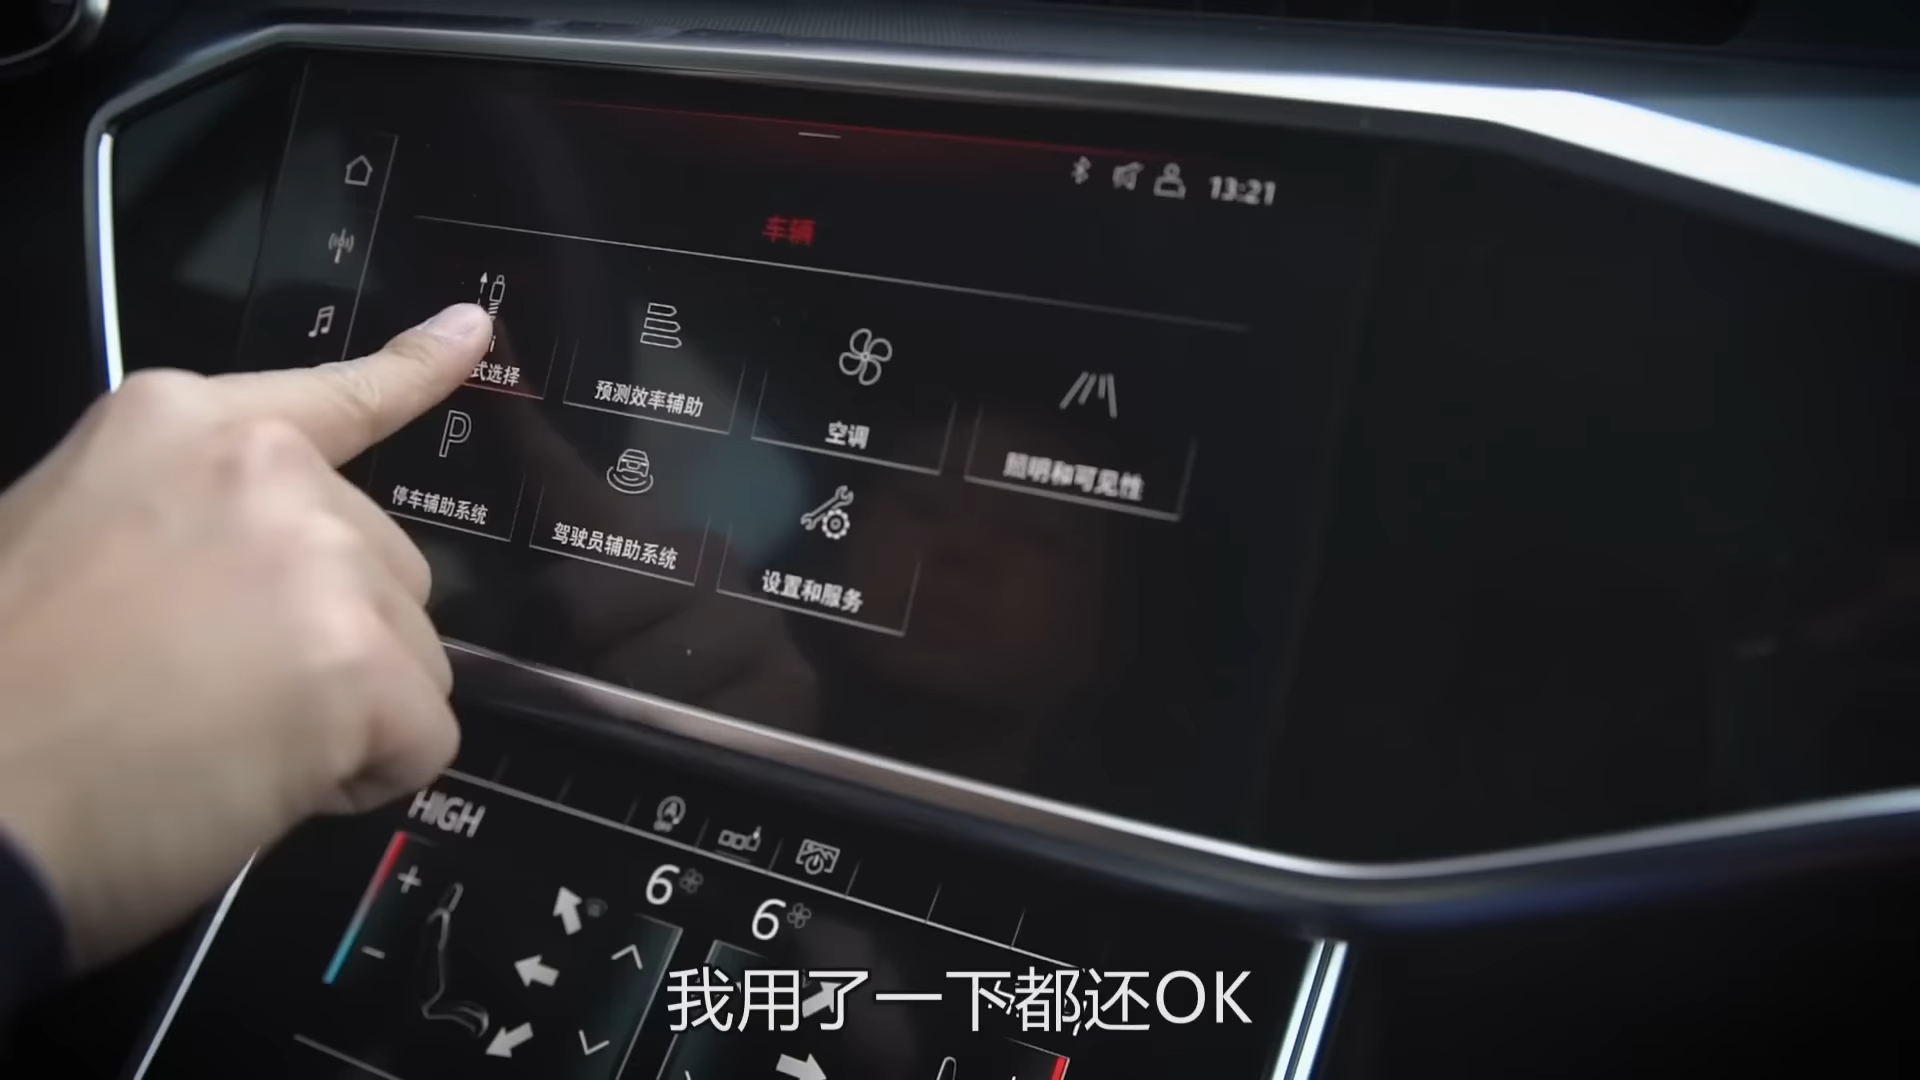 13:21
车辆
式选择
预测效率辅助
空调
照明和可见性
P
停车辅助系统
驾驶员辅助系统
设置和服务
HIGH
A
OFF
6
6
我用了一下都还OK